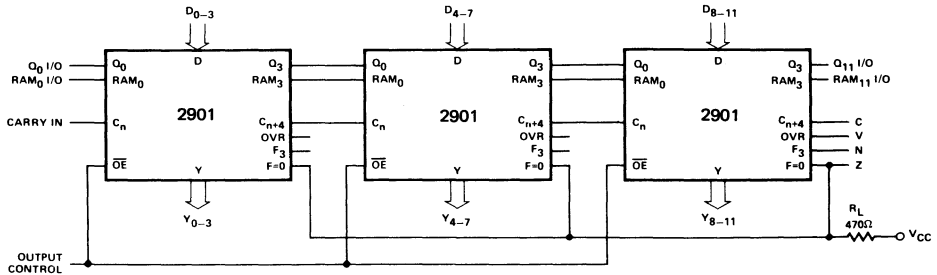 D0–3 D4–7 D8–11
D D D
Q0 I/O Q0 Q3 Q0 Q3 Q0 Q3 Q11 I/O
RAM0 I/O RAM0 RAM3 RAM0 RAM3 RAM0 RAM3 RAM11 I/O
2901 2901 2901
CARRY IN Cn Cn+4 Cn Cn+4 Cn Cn+4 C
OVR OVR OVR V
F3 F3 F3 N
OE Y F=0 OE Y F=0 OE Y F=0 Z
Y0–3 Y4–7 Y8–11
RL
470Ω
VCC
OUTPUT
CONTROL